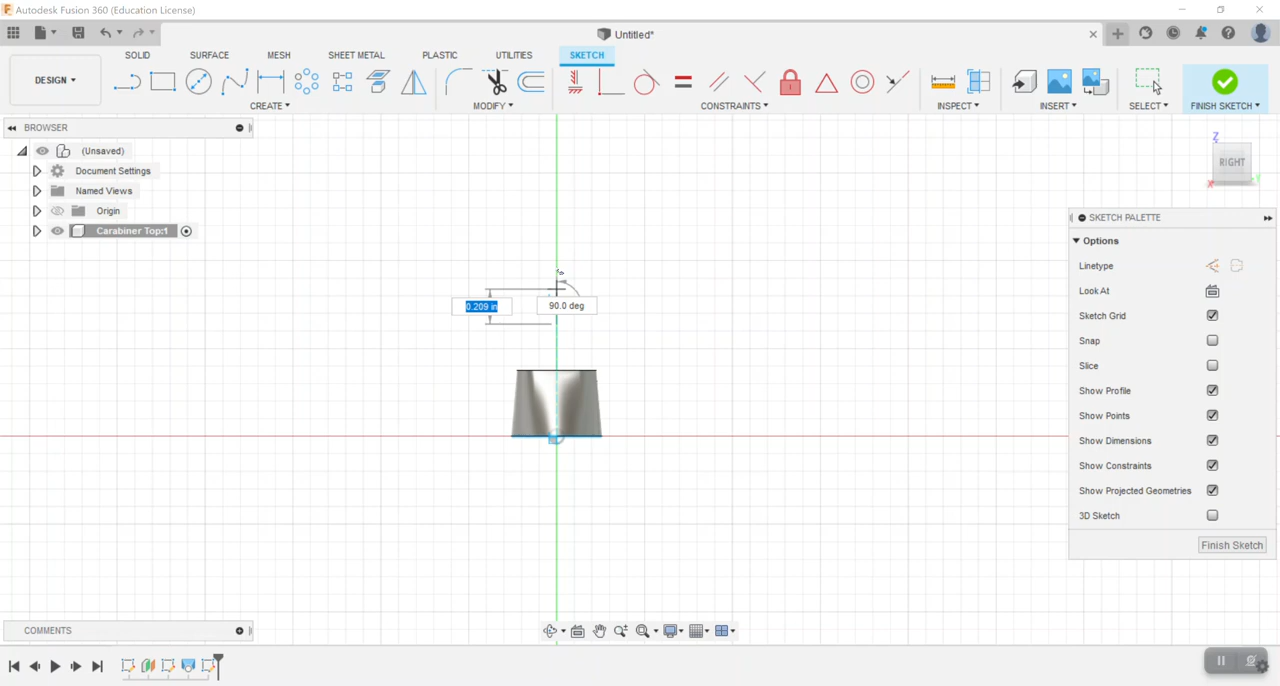 Autodesk Fusion 360 (Education License)
Untitled*
SOLID SURFACE MESH SHEET METAL PLASTIC UTILITIES SKETCH
DESIGN
CREATE MODIFY CONSTRAINTS INSPECT INSERT SELECT FINISH SKETCH
BROWSER
(Unsaved)
Document Settings
Named Views
Origin
Carabiner Top:1
Z
RIGHT
X Y
0.209 in 90.0 deg
SKETCH PALETTE
Options
Linetype
Look At
Sketch Grid
Snap
Slice
Show Profile
Show Points
Show Dimensions
Show Constraints
Show Projected Geometries
3D Sketch
Finish Sketch
COMMENTS